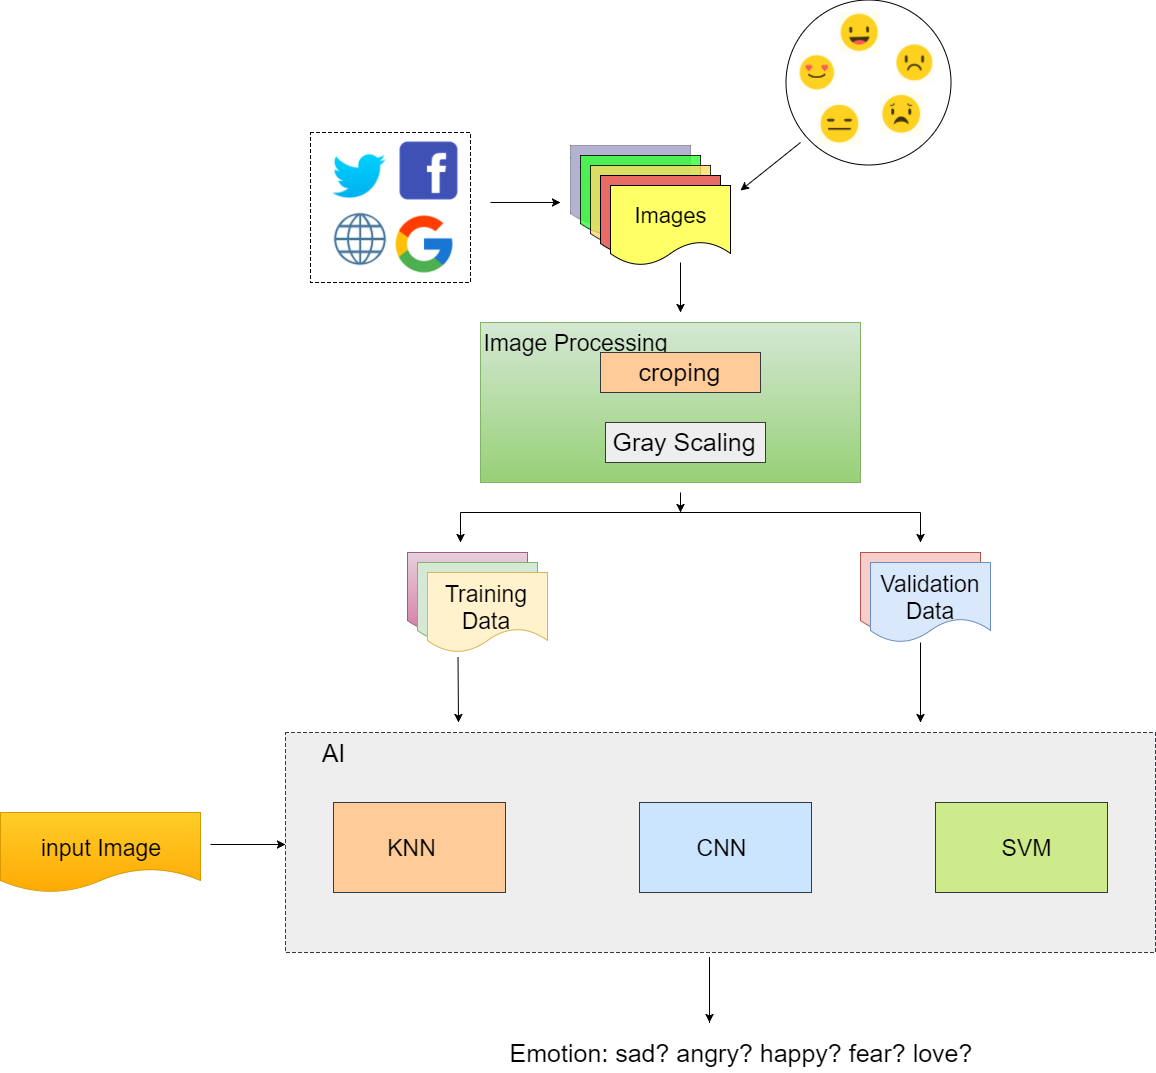 Images
Image Processing
croping
Gray Scaling
Training
Data
Validation
Data
AI
input Image
KNN
CNN
SVM
Emotion: sad? angry? happy? fear? love?